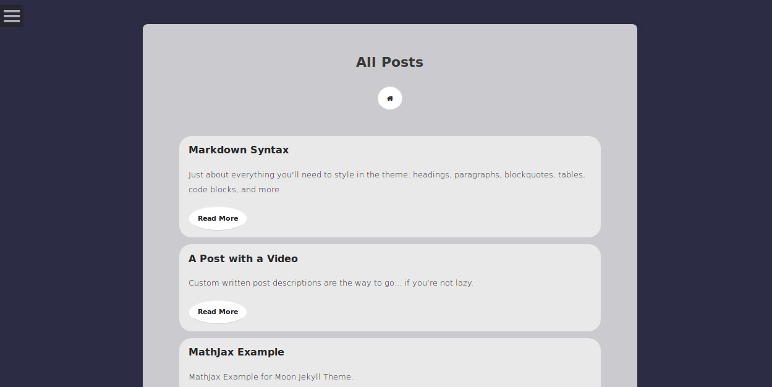 All Posts
Markdown Syntax
Just about everything you'll need to style in the theme: headings, paragraphs, blockquotes, tables,
code blocks, and more
Read More
A Post with a Video
Custom written post descriptions are the way to go... if you're not lazy.
Read More
MathJax Example
MathJax Example for Moon Jekyll Theme.